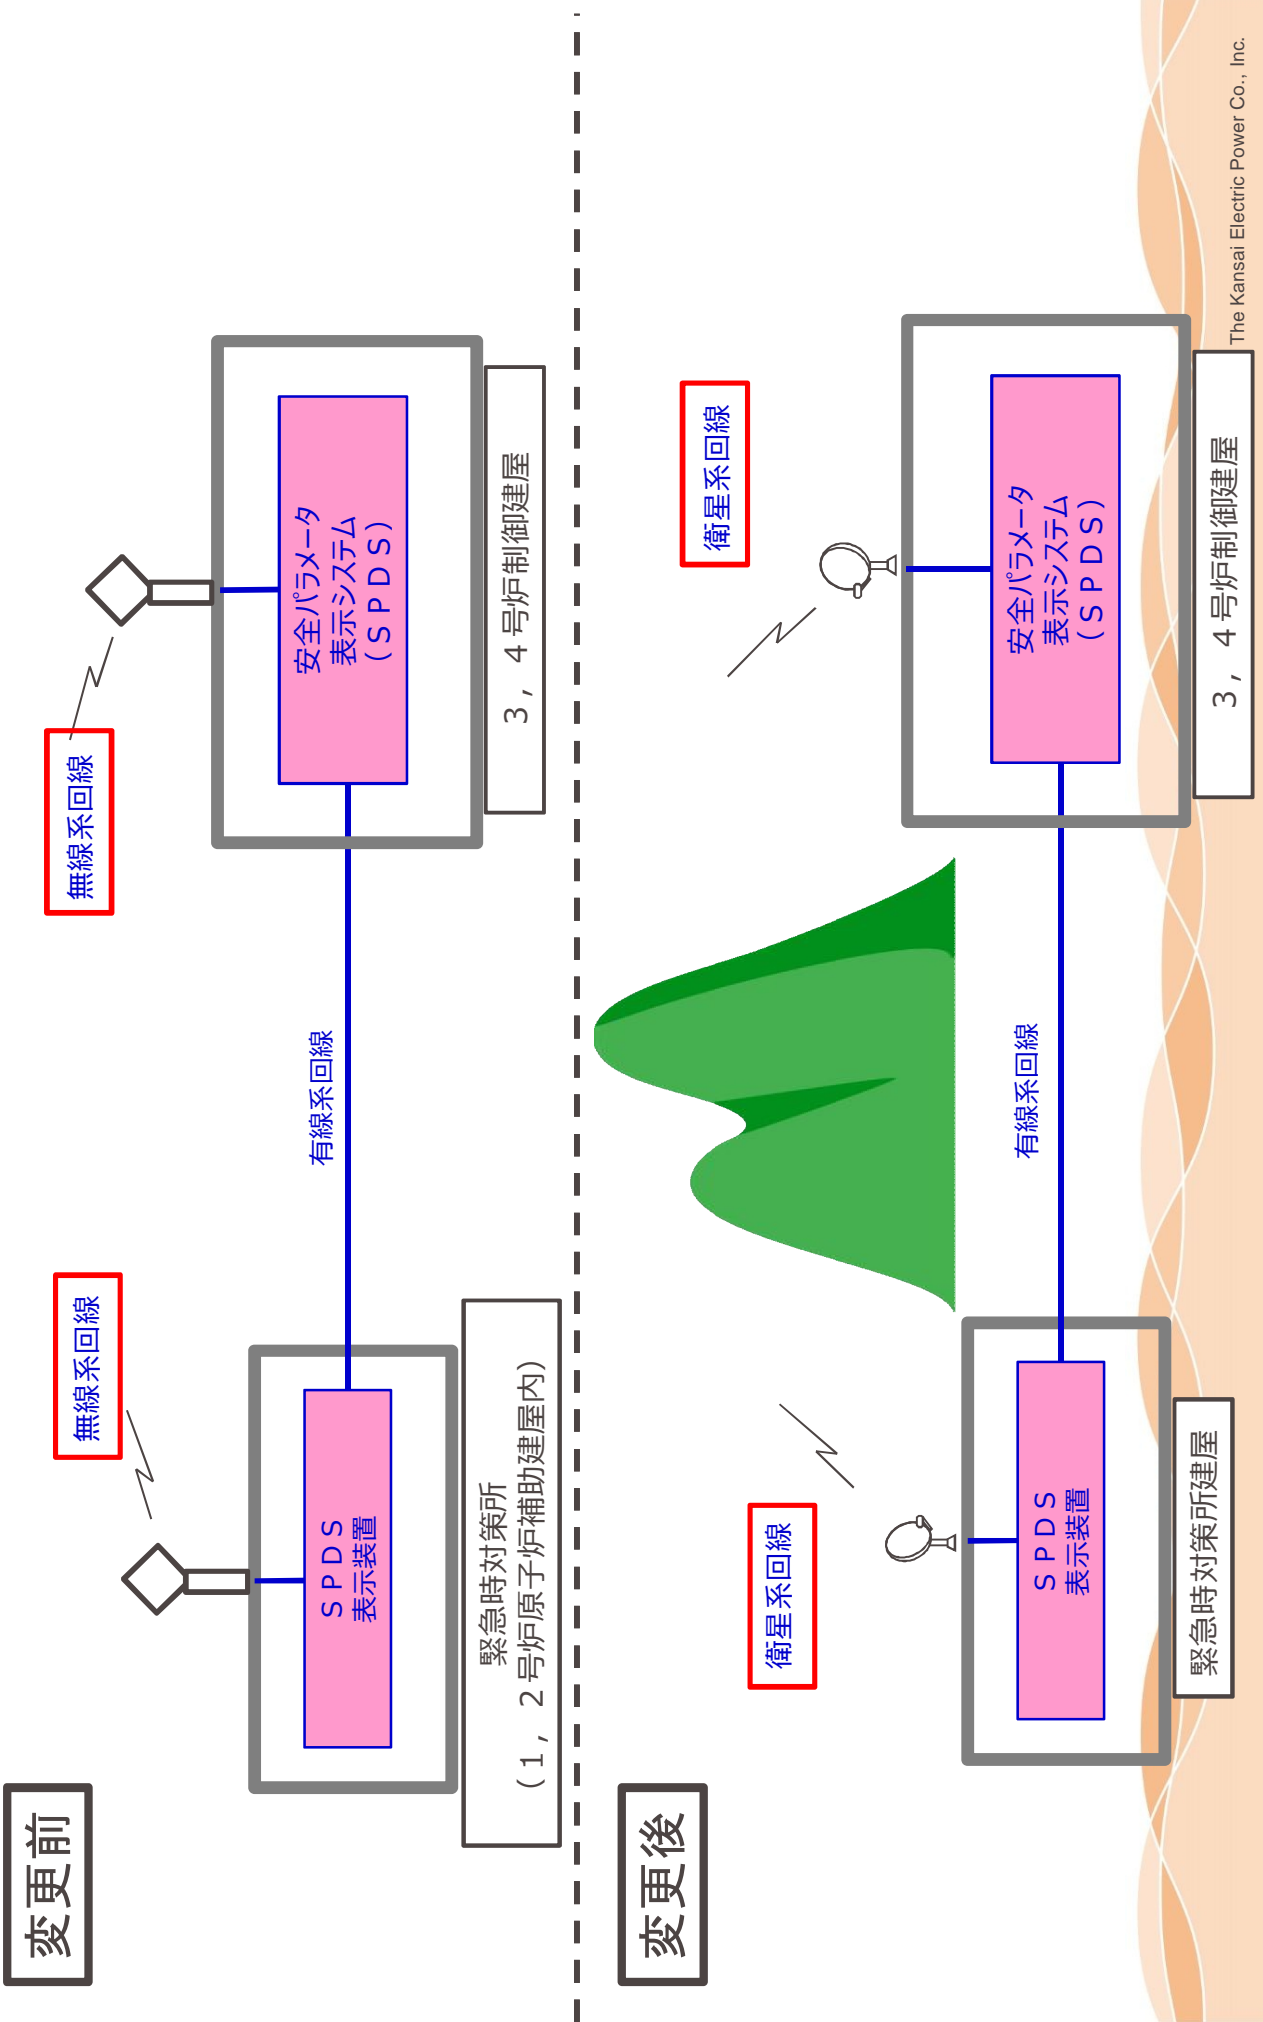 変更前
無線系回線
無線系回線
ＳＰＤＳ
表示装置
有線系回線
安全パラメータ
表示システム
（ＳＰＤＳ）
緊急時対策所
（１，２号炉原子炉補助建屋内）
３，４号炉制御建屋
変更後
衛星系回線
衛星系回線
ＳＰＤＳ
表示装置
有線系回線
安全パラメータ
表示システム
（ＳＰＤＳ）
緊急時対策所建屋
３，４号炉制御建屋
The Kansai Electric Power Co., Inc.